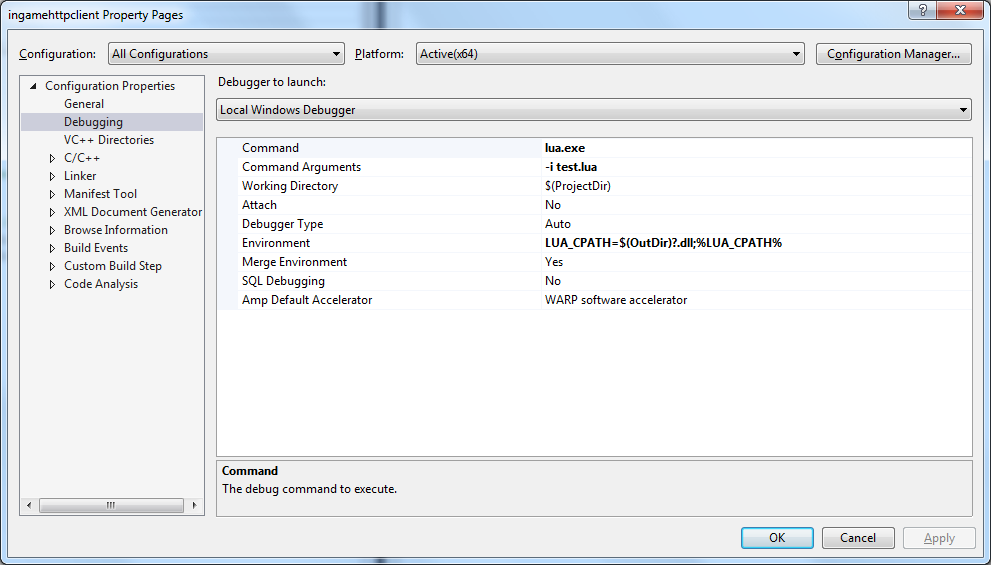 ingamehttpclient Property Pages
Configuration: All Configurations Platform: Active(x64) Configuration Manager...
Configuration Properties
General
Debugging
VC++ Directories
C/C++
Linker
Manifest Tool
XML Document Generator
Browse Information
Build Events
Custom Build Step
Code Analysis
Debugger to launch:
Local Windows Debugger
Command lua.exe
Command Arguments -i test.lua
Working Directory $(ProjectDir)
Attach No
Debugger Type Auto
Environment LUA_CPATH=$(OutDir)?.dll;%LUA_CPATH%
Merge Environment Yes
SQL Debugging No
Amp Default Accelerator WARP software accelerator
Command
The debug command to execute.
OK Cancel Apply